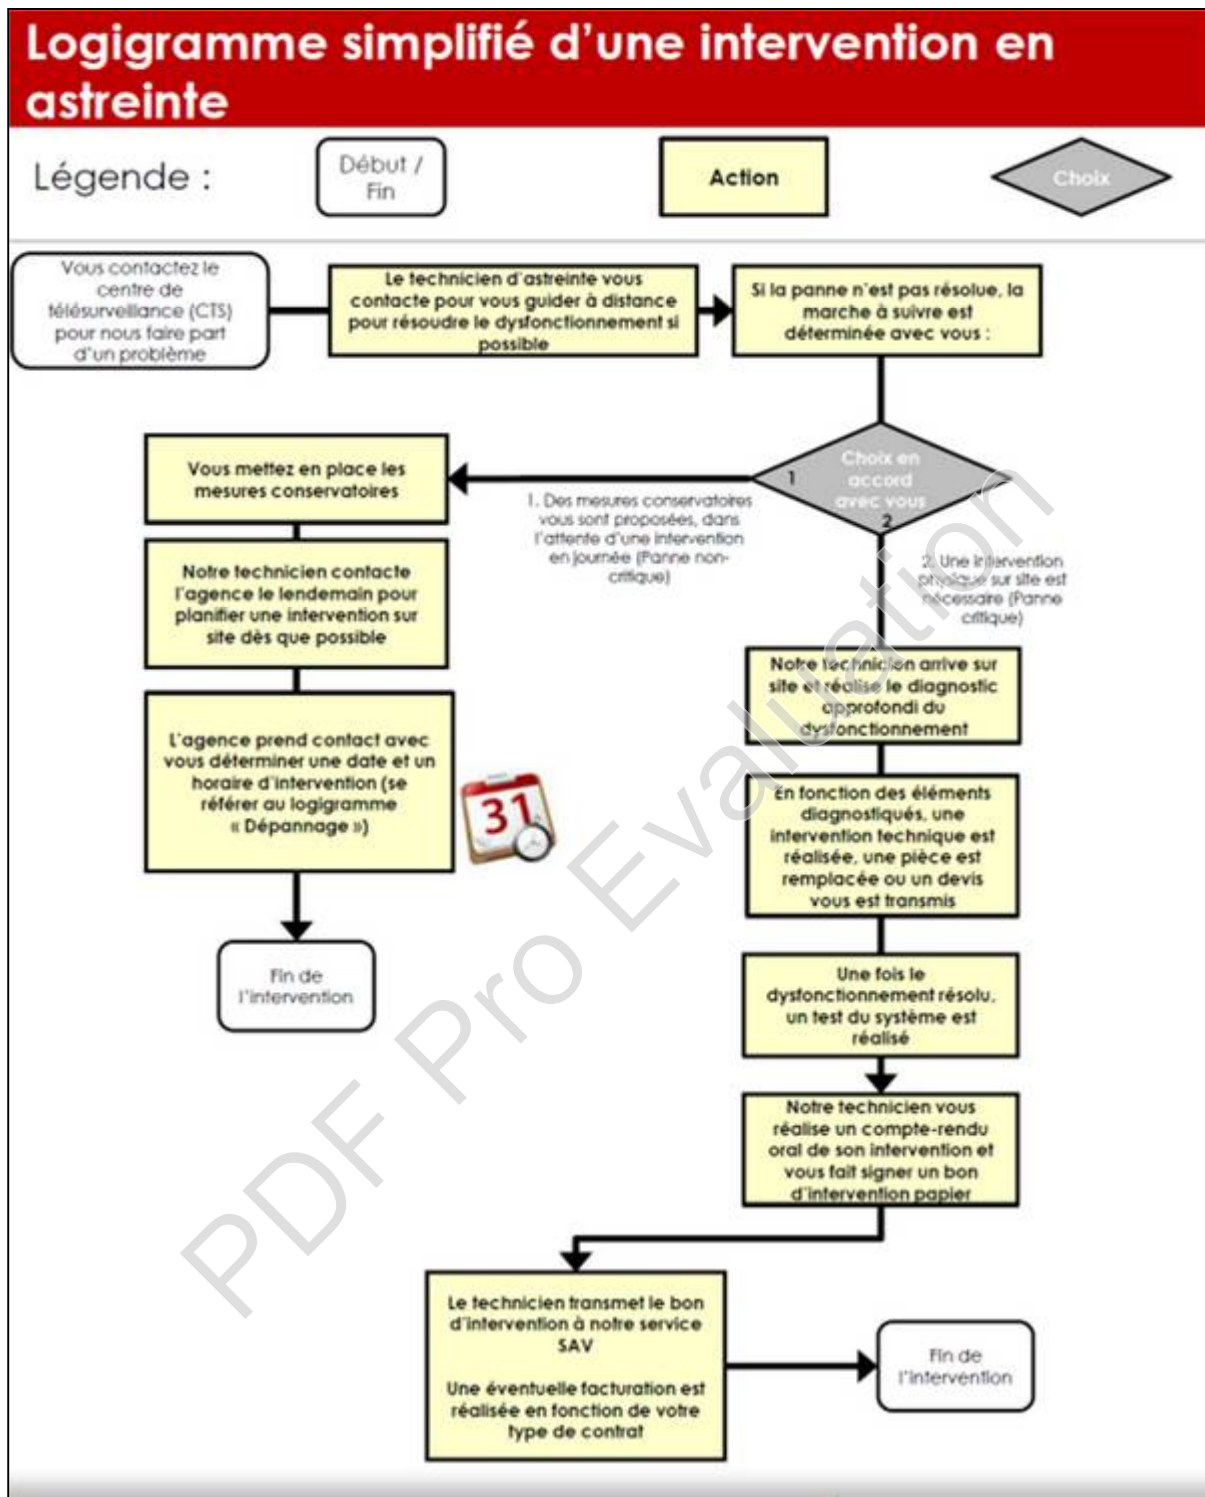 Logigramme simplifié d'une intervention en
astreinte
Légende :
Début /
Fin
Action
Choix
Vous contactez le
centre de
télésurveillance (CTS)
pour nous faire part
d'un problème
Le technicien d'astreinte vous
contacte pour vous guider à distance
pour résoudre le dysfonctionnement si
possible
Si la panne n'est pas résolue, la
marche à suivre est
déterminée avec vous :
Choix en
accord
avec vous
1
2
1. Des mesures conservatoires
vous sont proposées, dans
l'attente d'une intervention
en journée (Panne non-
critique)
2. Une intervention
physique sur site est
nécessaire (Panne
critique)
Vous mettez en place les
mesures conservatoires
Notre technicien contacte
l'agence le lendemain pour
planifier une intervention sur
site dès que possible
L'agence prend contact avec
vous déterminer une date et un
horaire d'intervention (se
référer au logigramme
« Dépannage »)
31
Fin de
l'intervention
Notre technicien arrive sur
site et réalise le diagnostic
approfondi du
dysfonctionnement
En fonction des éléments
diagnostiqués, une
intervention technique est
réalisée, une pièce est
remplacée ou un devis
vous est transmis
Une fois le
dysfonctionnement résolu,
un test du système est
réalisé
Notre technicien vous
réalise un compte-rendu
oral de son intervention et
vous fait signer un bon
d'intervention papier
Le technicien transmet le bon
d'intervention à notre service
SAV
Une éventuelle facturation est
réalisée en fonction de votre
type de contrat
Fin de
l'intervention
PDF Pro Evaluation